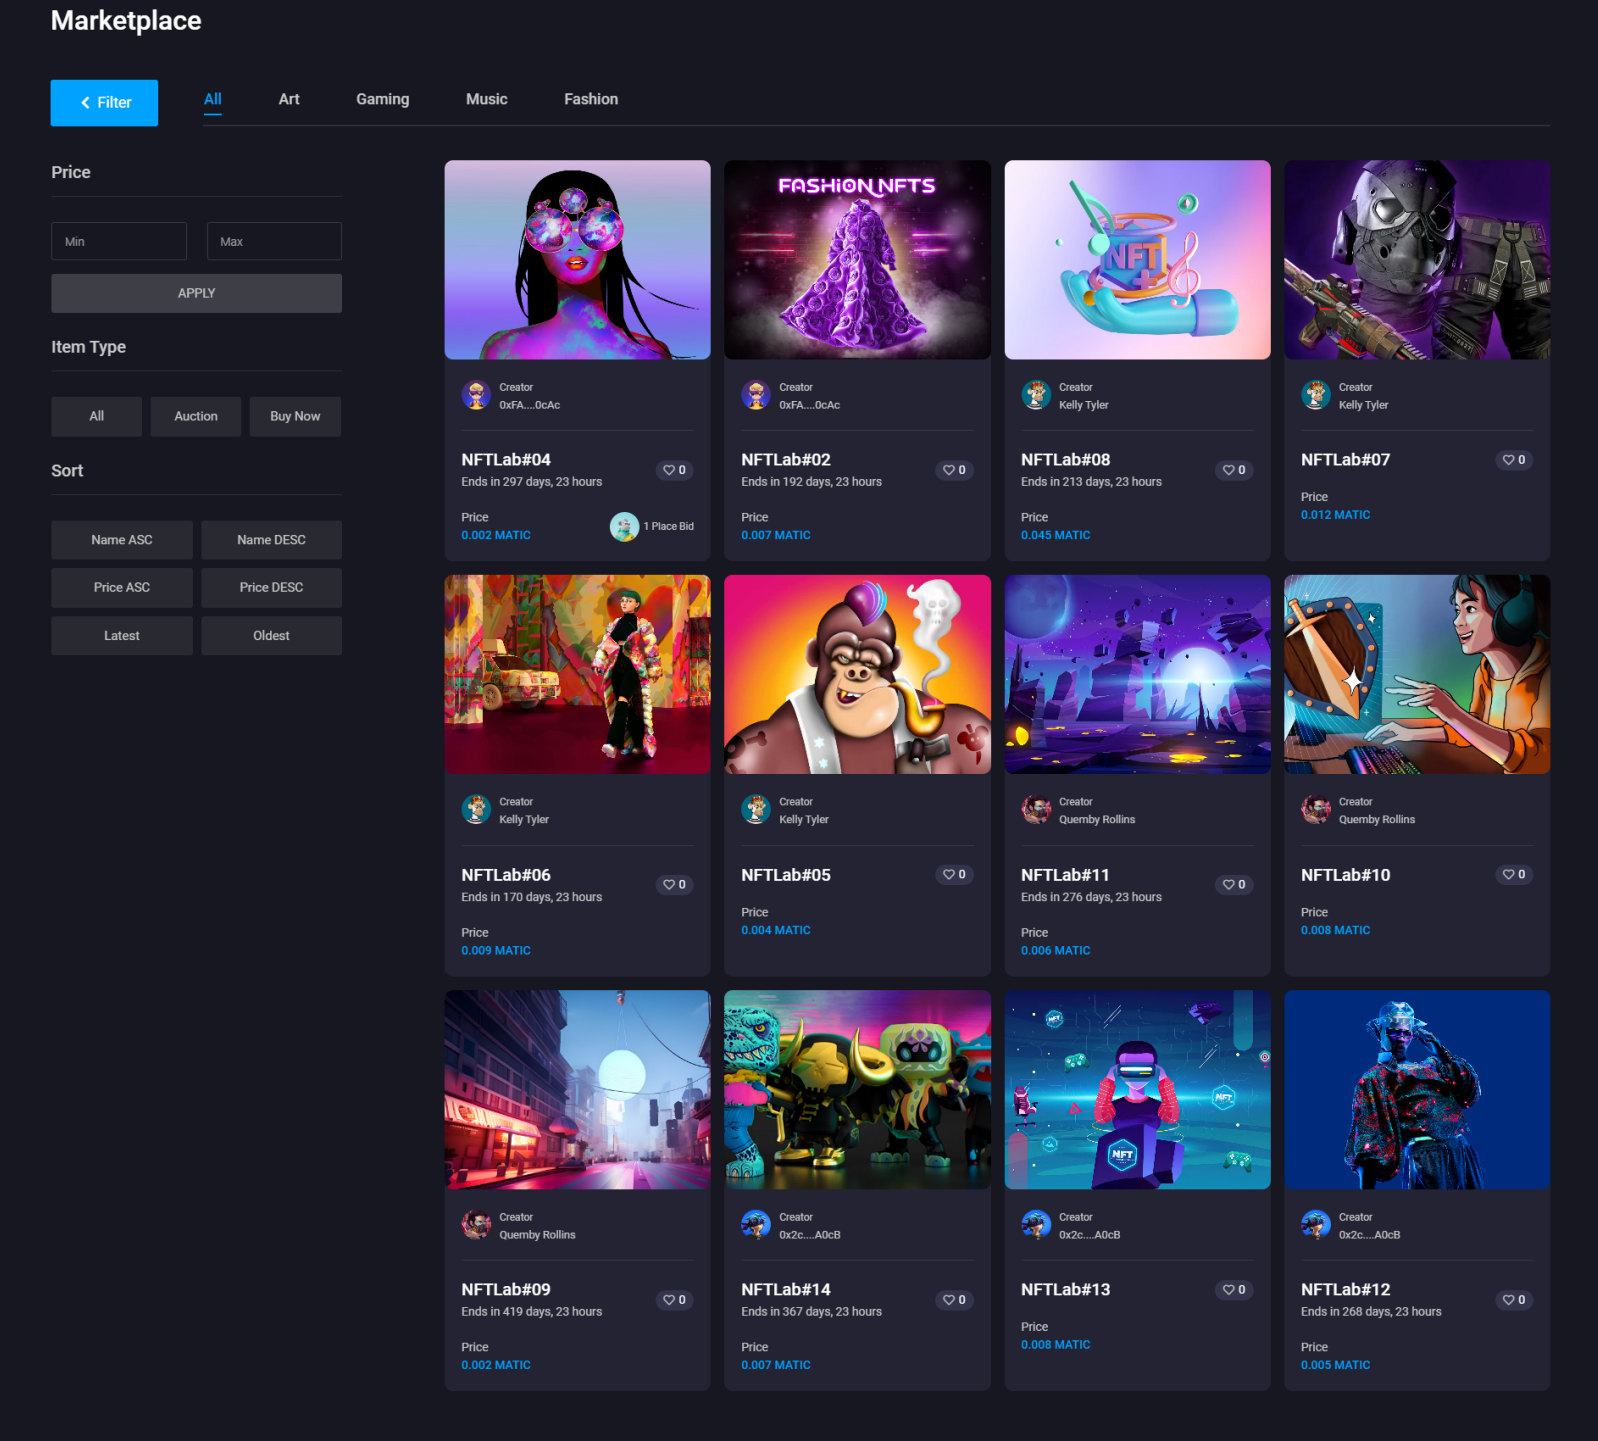 Marketplace
Filter
All
Art
Gaming
Music
Fashion
Price
Min
Max
APPLY
Item Type
All
Auction
Buy Now
Sort
Name ASC
Name DESC
Price ASC
Price DESC
Latest
Oldest
Creator
0xFA....0cAc
NFTLab#04
Ends in 297 days, 23 hours
0
Price
0.002 MATIC
1 Place Bid
FASHION NFTS
Creator
0xFA....0cAc
NFTLab#02
Ends in 192 days, 23 hours
0
Price
0.007 MATIC
NFT
Creator
Kelly Tyler
NFTLab#08
Ends in 213 days, 23 hours
0
Price
0.045 MATIC
Creator
Kelly Tyler
NFTLab#07
0
Price
0.012 MATIC
Creator
Kelly Tyler
NFTLab#06
Ends in 170 days, 23 hours
0
Price
0.009 MATIC
Creator
Kelly Tyler
NFTLab#05
0
Price
0.004 MATIC
Creator
Quemby Rollins
NFTLab#11
Ends in 276 days, 23 hours
0
Price
0.006 MATIC
Creator
Quemby Rollins
NFTLab#10
0
Price
0.008 MATIC
Creator
Quemby Rollins
NFTLab#09
Ends in 419 days, 23 hours
0
Price
0.002 MATIC
Creator
0x2c....A0cB
NFTLab#14
Ends in 367 days, 23 hours
0
Price
0.007 MATIC
NFT
NFT
NFT
Creator
0x2c....A0cB
NFTLab#13
0
Price
0.008 MATIC
Creator
0x2c....A0cB
NFTLab#12
Ends in 268 days, 23 hours
0
Price
0.005 MATIC